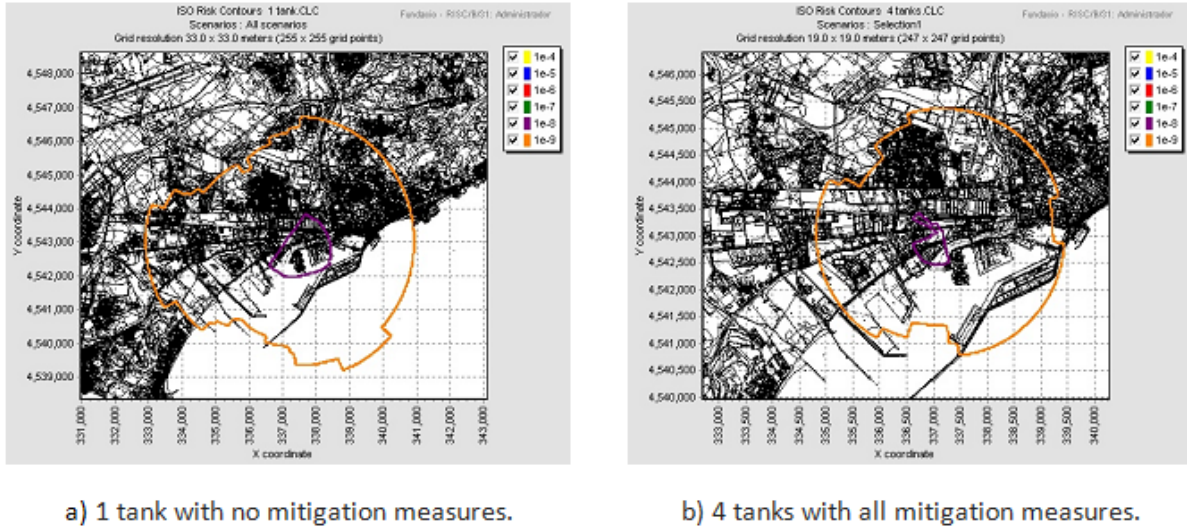 ISO Risk Contours 1 tank.CLC
Scenarios : All scenarios
Grid resolution 33.0 x 33.0 meters (255 x 255 grid points)
Fundasio - RISC/B/31: Administrador
1e-4
1e-5
1e-6
1e-7
1e-8
1e-9
4,548,000
4,547,000
4,546,000
4,545,000
4,544,000
4,543,000
4,542,000
4,541,000
4,540,000
4,539,000
Y coordinate
331,000
332,000
333,000
334,000
335,000
336,000
337,000
338,000
339,000
340,000
341,000
342,000
343,000
X coordinate
a) 1 tank with no mitigation measures.
ISO Risk Contours 4 tanks.CLC
Scenarios : Selection1
Grid resolution 19.0 x 19.0 meters (247 x 247 grid points)
Fundasio - RISC/B/31: Administrador
1e-4
1e-5
1e-6
1e-7
1e-8
1e-9
4,546,000
4,545,500
4,545,000
4,544,500
4,544,000
4,543,500
4,543,000
4,542,500
4,542,000
4,541,500
4,541,000
4,540,500
4,540,000
Y coordinate
333,000
333,500
334,000
334,500
335,000
335,500
336,000
336,500
337,000
337,500
338,000
338,500
339,000
339,500
340,000
X coordinate
b) 4 tanks with all mitigation measures.